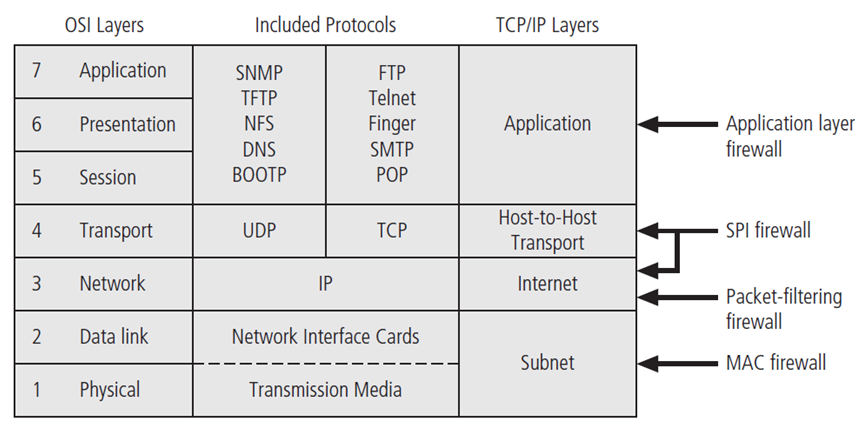 OSI Layers Included Protocols TCP/IP Layers
7 Application
SNMP FTP
TFTP Telnet
6 Presentation
NFS Finger
Application
Application layer
firewall
DNS SMTP
5 Session
BOOTP POP
4 Transport
UDP TCP
Host-to-Host
Transport
SPI firewall
3 Network
IP
Internet
Packet-filtering
firewall
2 Data link
Network Interface Cards
Subnet
MAC firewall
1 Physical
Transmission Media